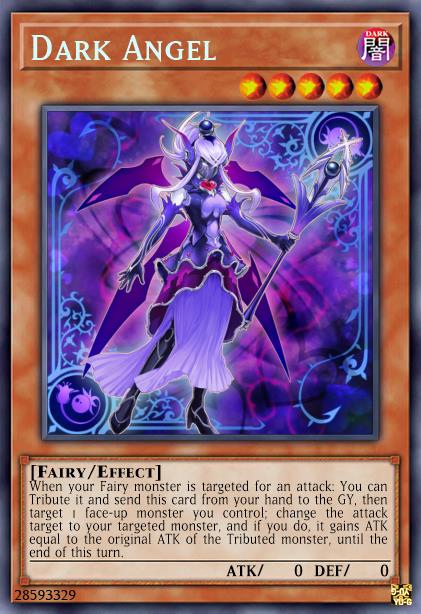 Dark Angel
DARK
闇
[Fairy/Effect]
When your Fairy monster is targeted for an attack: You can
Tribute it and send this card from your hand to the GY, then
target 1 face-up monster you control; change the attack
target to your targeted monster, and if you do, it gains ATK
equal to the original ATK of the Tributed monster, until the
end of this turn.
ATK/ 0 DEF/ 0
28593329